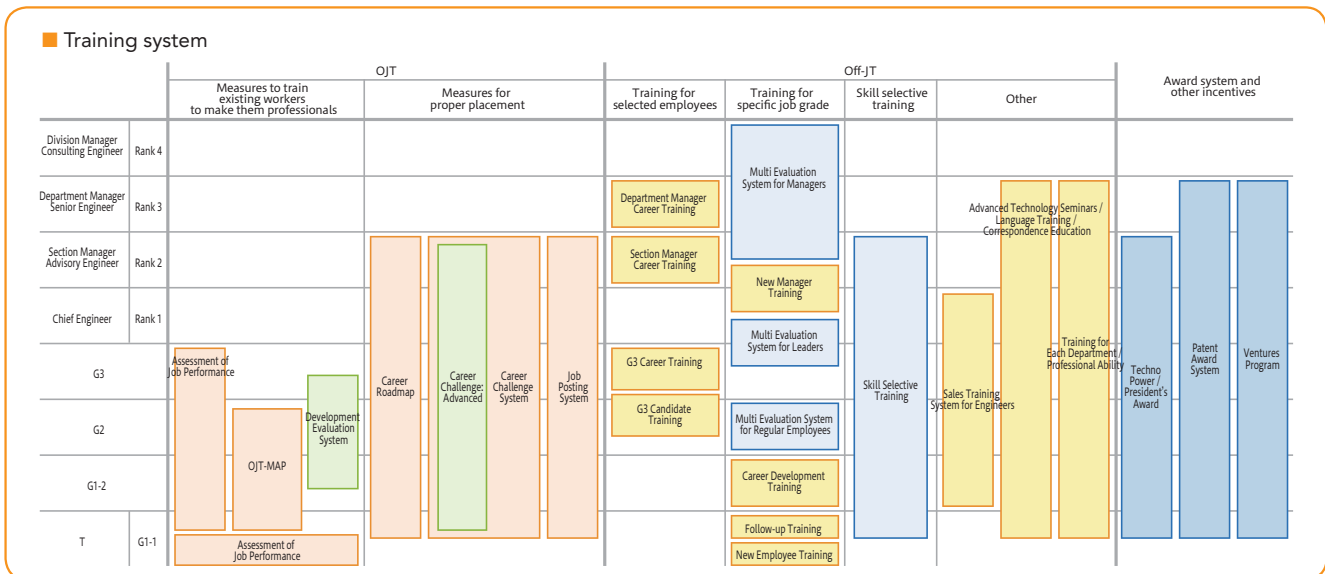 Training system
OJT
Off-JT
Award system and
other incentives
Measures to train
existing workers
to make them professionals
Measures for
proper placement
Training for
selected employees
Training for
specific job grade
Skill selective
training
Other
Division Manager
Consulting Engineer
Rank 4
Department Manager
Senior Engineer
Rank 3
Section Manager
Advisory Engineer
Rank 2
Chief Engineer
Rank 1
G3
G2
G1-2
T
G1-1
Assessment of
Job Performance
OJT-MAP
Development
Evaluation
System
Assessment of
Job Performance
Career
Roadmap
Career
Challenge:
Advanced
Career
Challenge
System
Job
Posting
System
Department Manager
Career Training
Section Manager
Career Training
G3 Career Training
G3 Candidate
Training
Multi Evaluation
System for Managers
New Manager
Training
Multi Evaluation
System for Leaders
Multi Evaluation System
for Regular Employees
Career Development
Training
Follow-up Training
New Employee Training
Skill Selective
Training
Sales Training
System for Engineers
Advanced Technology Seminars /
Language Training /
Correspondence Education
Training for
Each Department /
Professional Ability
Techno
Power /
President's
Award
Patent
Award
System
Ventures
Program